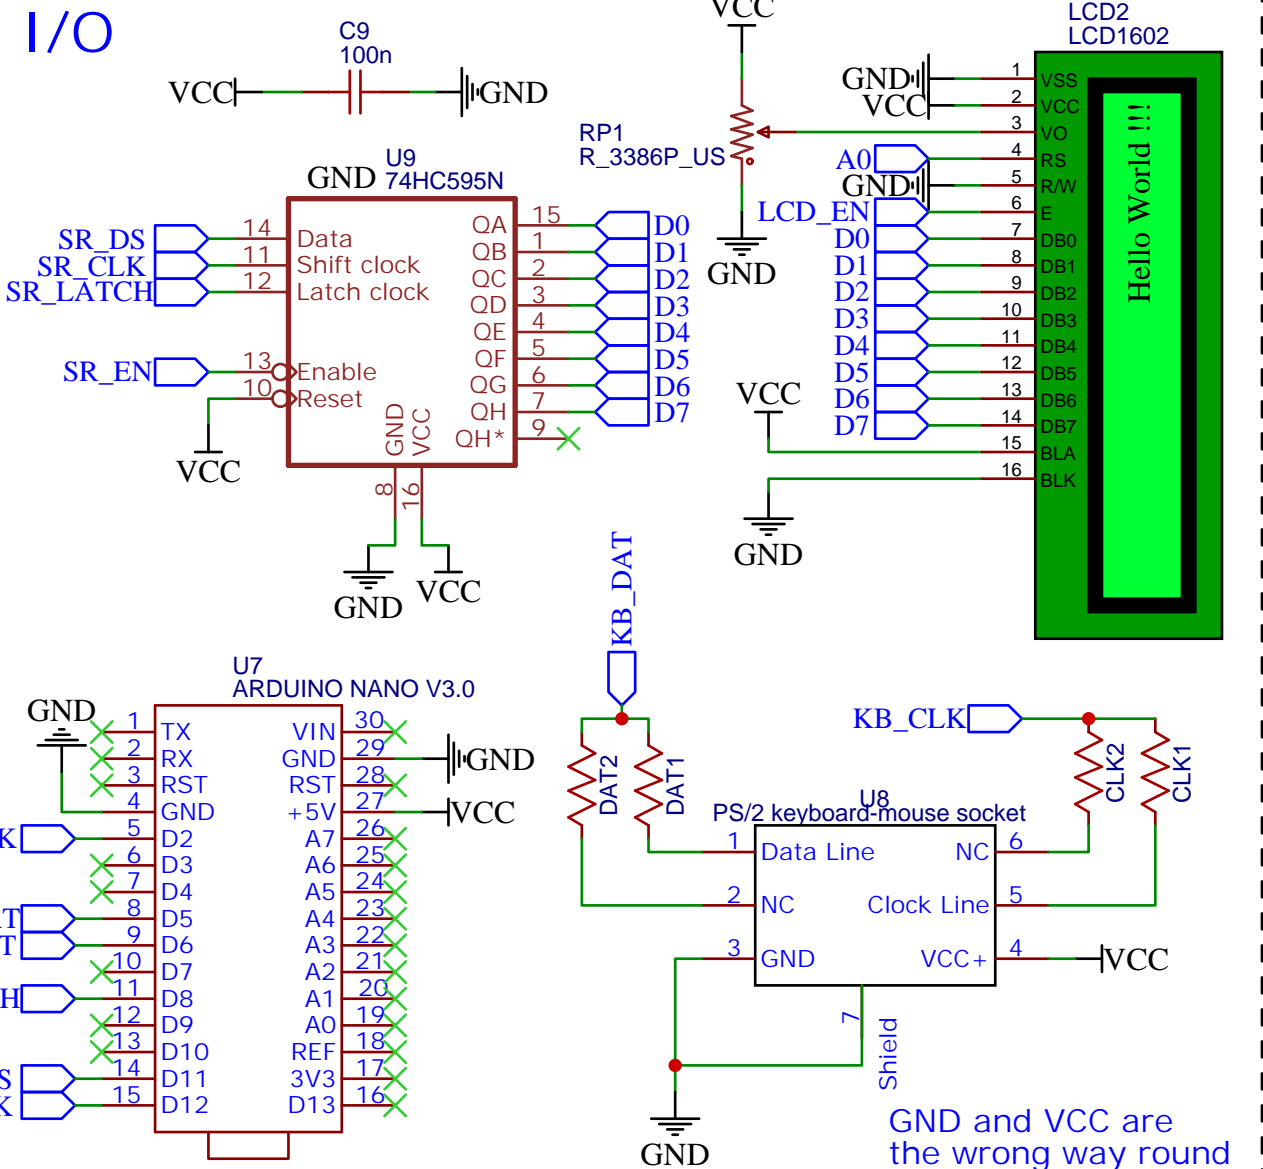 I/O
C9
100n
VCC
GND
U9
74HC595N
GND
SR_DS
SR_CLK
SR_LATCH
SR_EN
14
11
12
13
10
Data
Shift clock
Latch clock
Enable
Reset
VCC
QA
QB
QC
QD
QE
QF
QG
QH
QH*
15
1
2
3
4
5
6
7
9
D0
D1
D2
D3
D4
D5
D6
D7
GND
VCC
8
16
GND
VCC
VCC
RP1
R_3386P_US
GND
LCD2
LCD1602
GND
VCC
A0
GND
LCD_EN
D0
D1
D2
D3
D4
D5
D6
D7
VCC
GND
1 VSS
2 VCC
3 VO
4 RS
5 R/W
6 E
7 DB0
8 DB1
9 DB2
10 DB3
11 DB4
12 DB5
13 DB6
14 DB7
15 BLA
16 BLK
Hello World !!!
U7
ARDUINO NANO V3.0
GND
1 TX
2 RX
3 RST
4 GND
K 5 D2
6 D3
7 D4
T 8 D5
T 9 D6
10 D7
H 11 D8
12 D9
13 D10
S 14 D11
K 15 D12
VIN 30
GND 29 GND
RST 28
+5V 27 VCC
A7 26
A6 25
A5 24
A4 23
A3 22
A2 21
A1 20
A0 19
REF 18
3V3 17
D13 16
KB_DAT
DAT2
DAT1
KB_CLK
CLK2
CLK1
U8
PS/2 keyboard-mouse socket
1 Data Line
2 NC
3 GND
NC 6
Clock Line 5
VCC+ 4 VCC
7
Shield
GND
GND and VCC are
the wrong way round